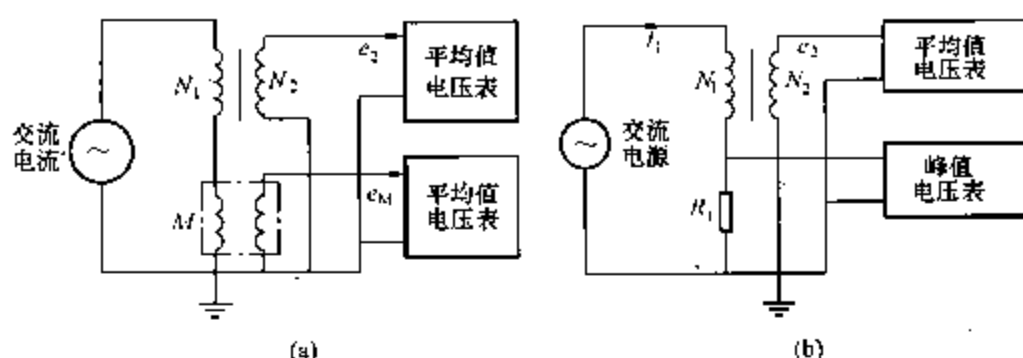 N₁
N₂
e₂
平均值
电压表
交流
电流
M
e_M
平均值
电压表
(a)
I₁
N₁
N₂
e₂
平均值
电压表
交流
电源
R₁
峰值
电压表
(b)